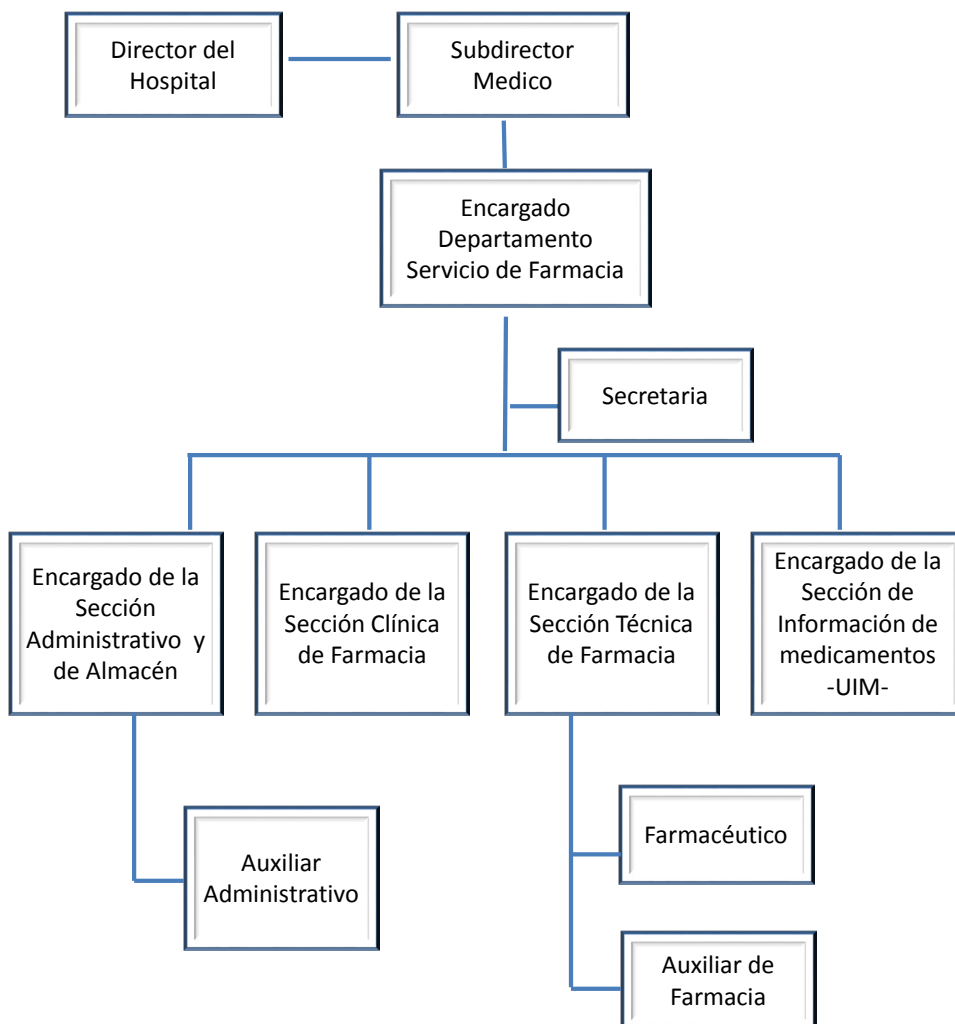 Director del
Hospital
Subdirector
Medico
Encargado
Departamento
Servicio de Farmacia
Secretaria
Encargado de la
Sección
Administrativo y
de Almacén
Encargado de la
Sección Clínica
de Farmacia
Encargado de la
Sección Técnica
de Farmacia
Encargado de la
Sección de
Información de
medicamentos
-UIM-
Auxiliar
Administrativo
Farmacéutico
Auxiliar de
Farmacia